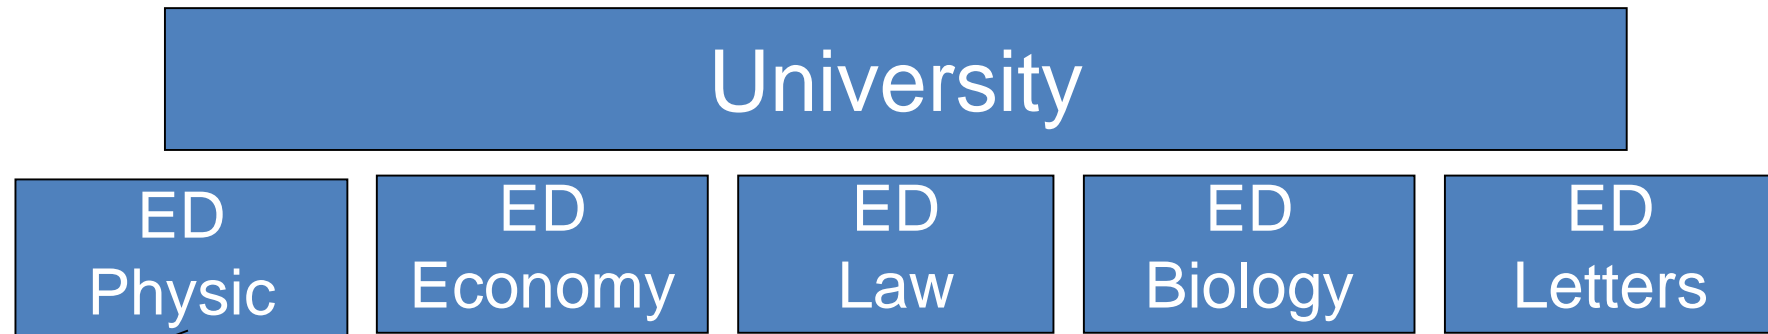 University
ED
Physic
ED
Economy
ED
Law
ED
Biology
ED
Letters